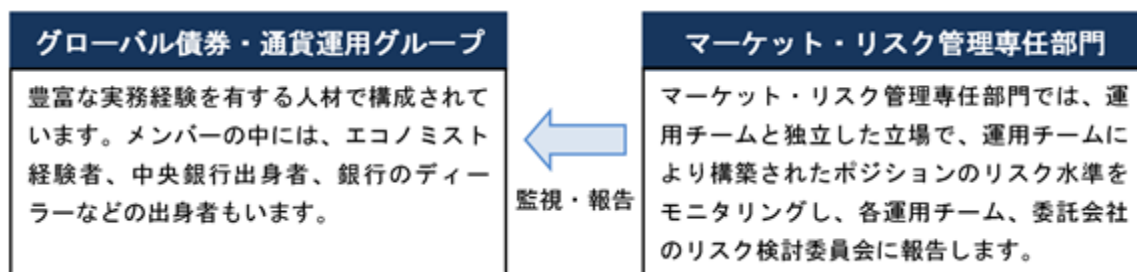 グローバル債券・通貨運用グループ
豊富な実務経験を有する人材で構成されて
います。メンバーの中には、エコノミスト
経験者、中央銀行出身者、銀行のディー
ラーなどの出身者もいます。
監視・報告
マーケット・リスク管理専任部門
マーケット・リスク管理専任部門では、運
用チームと独立した立場で、運用チームに
より構築されたポジションのリスク水準を
モニタリングし、各運用チーム、委託会社
のリスク検討委員会に報告します。